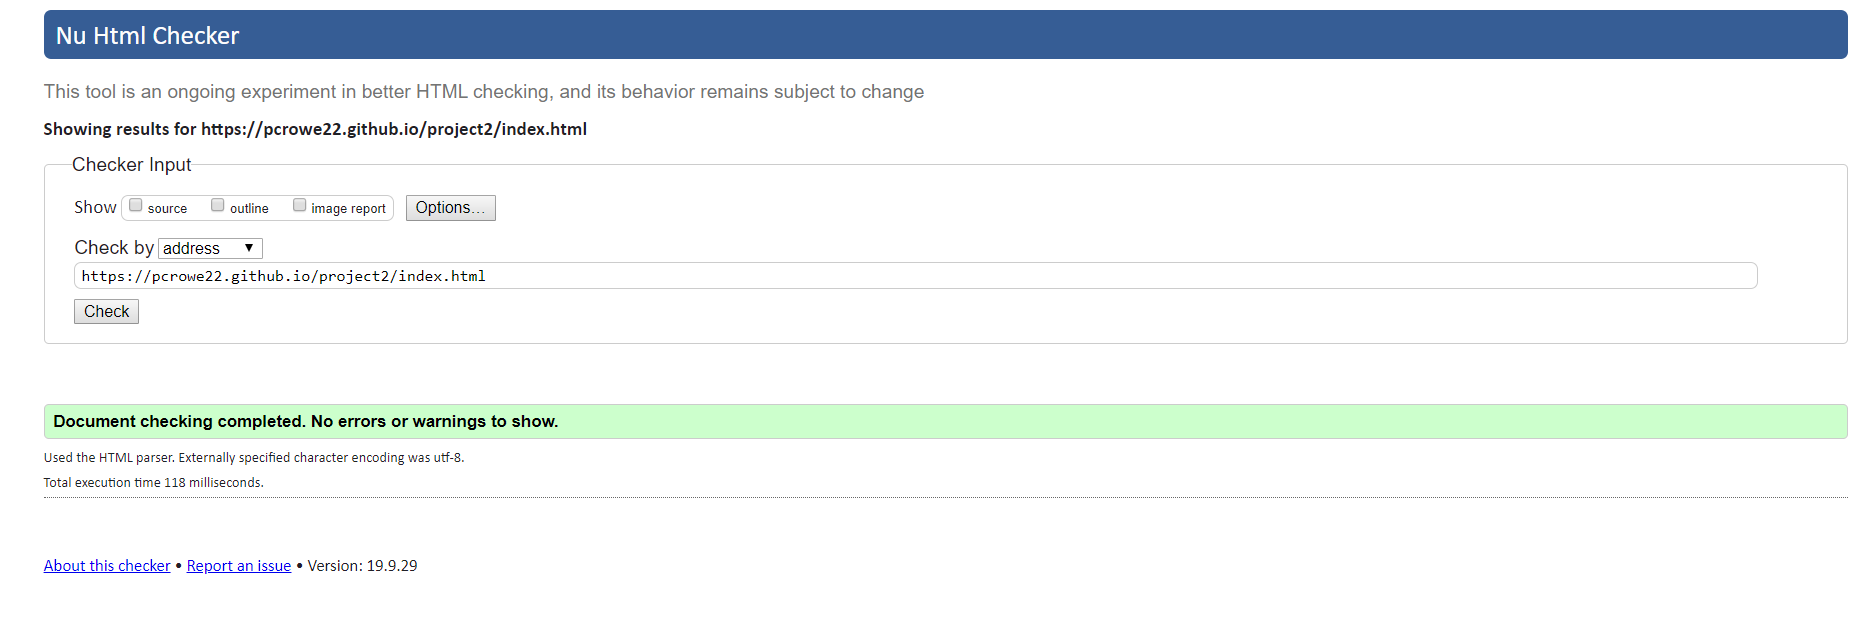 Nu Html Checker
This tool is an ongoing experiment in better HTML checking, and its behavior remains subject to change
Showing results for https://pcrowe22.github.io/project2/index.html
Checker Input
Show source outline image report Options...
Check by address
https://pcrowe22.github.io/project2/index.html
Check
Document checking completed. No errors or warnings to show.
Used the HTML parser. Externally specified character encoding was utf-8.
Total execution time 118 milliseconds.
About this checker • Report an issue • Version: 19.9.29